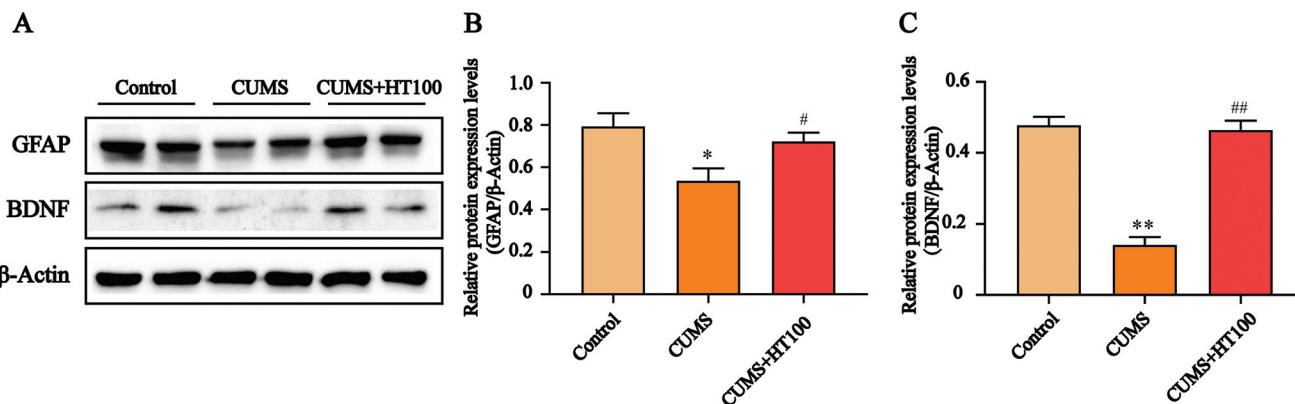 A
Control
CUMS
CUMS+HT100
GFAP
BDNF
β-Actin
B
Relative protein expression levels
(GFAP/β-Actin)
1.0
0.8
0.6
0.4
0.2
0
*
#
Control
CUMS
CUMS+HT100
C
Relative protein expression levels
(BDNF/β-Actin)
0.6
0.4
0.2
0
**
##
Control
CUMS
CUMS+HT100